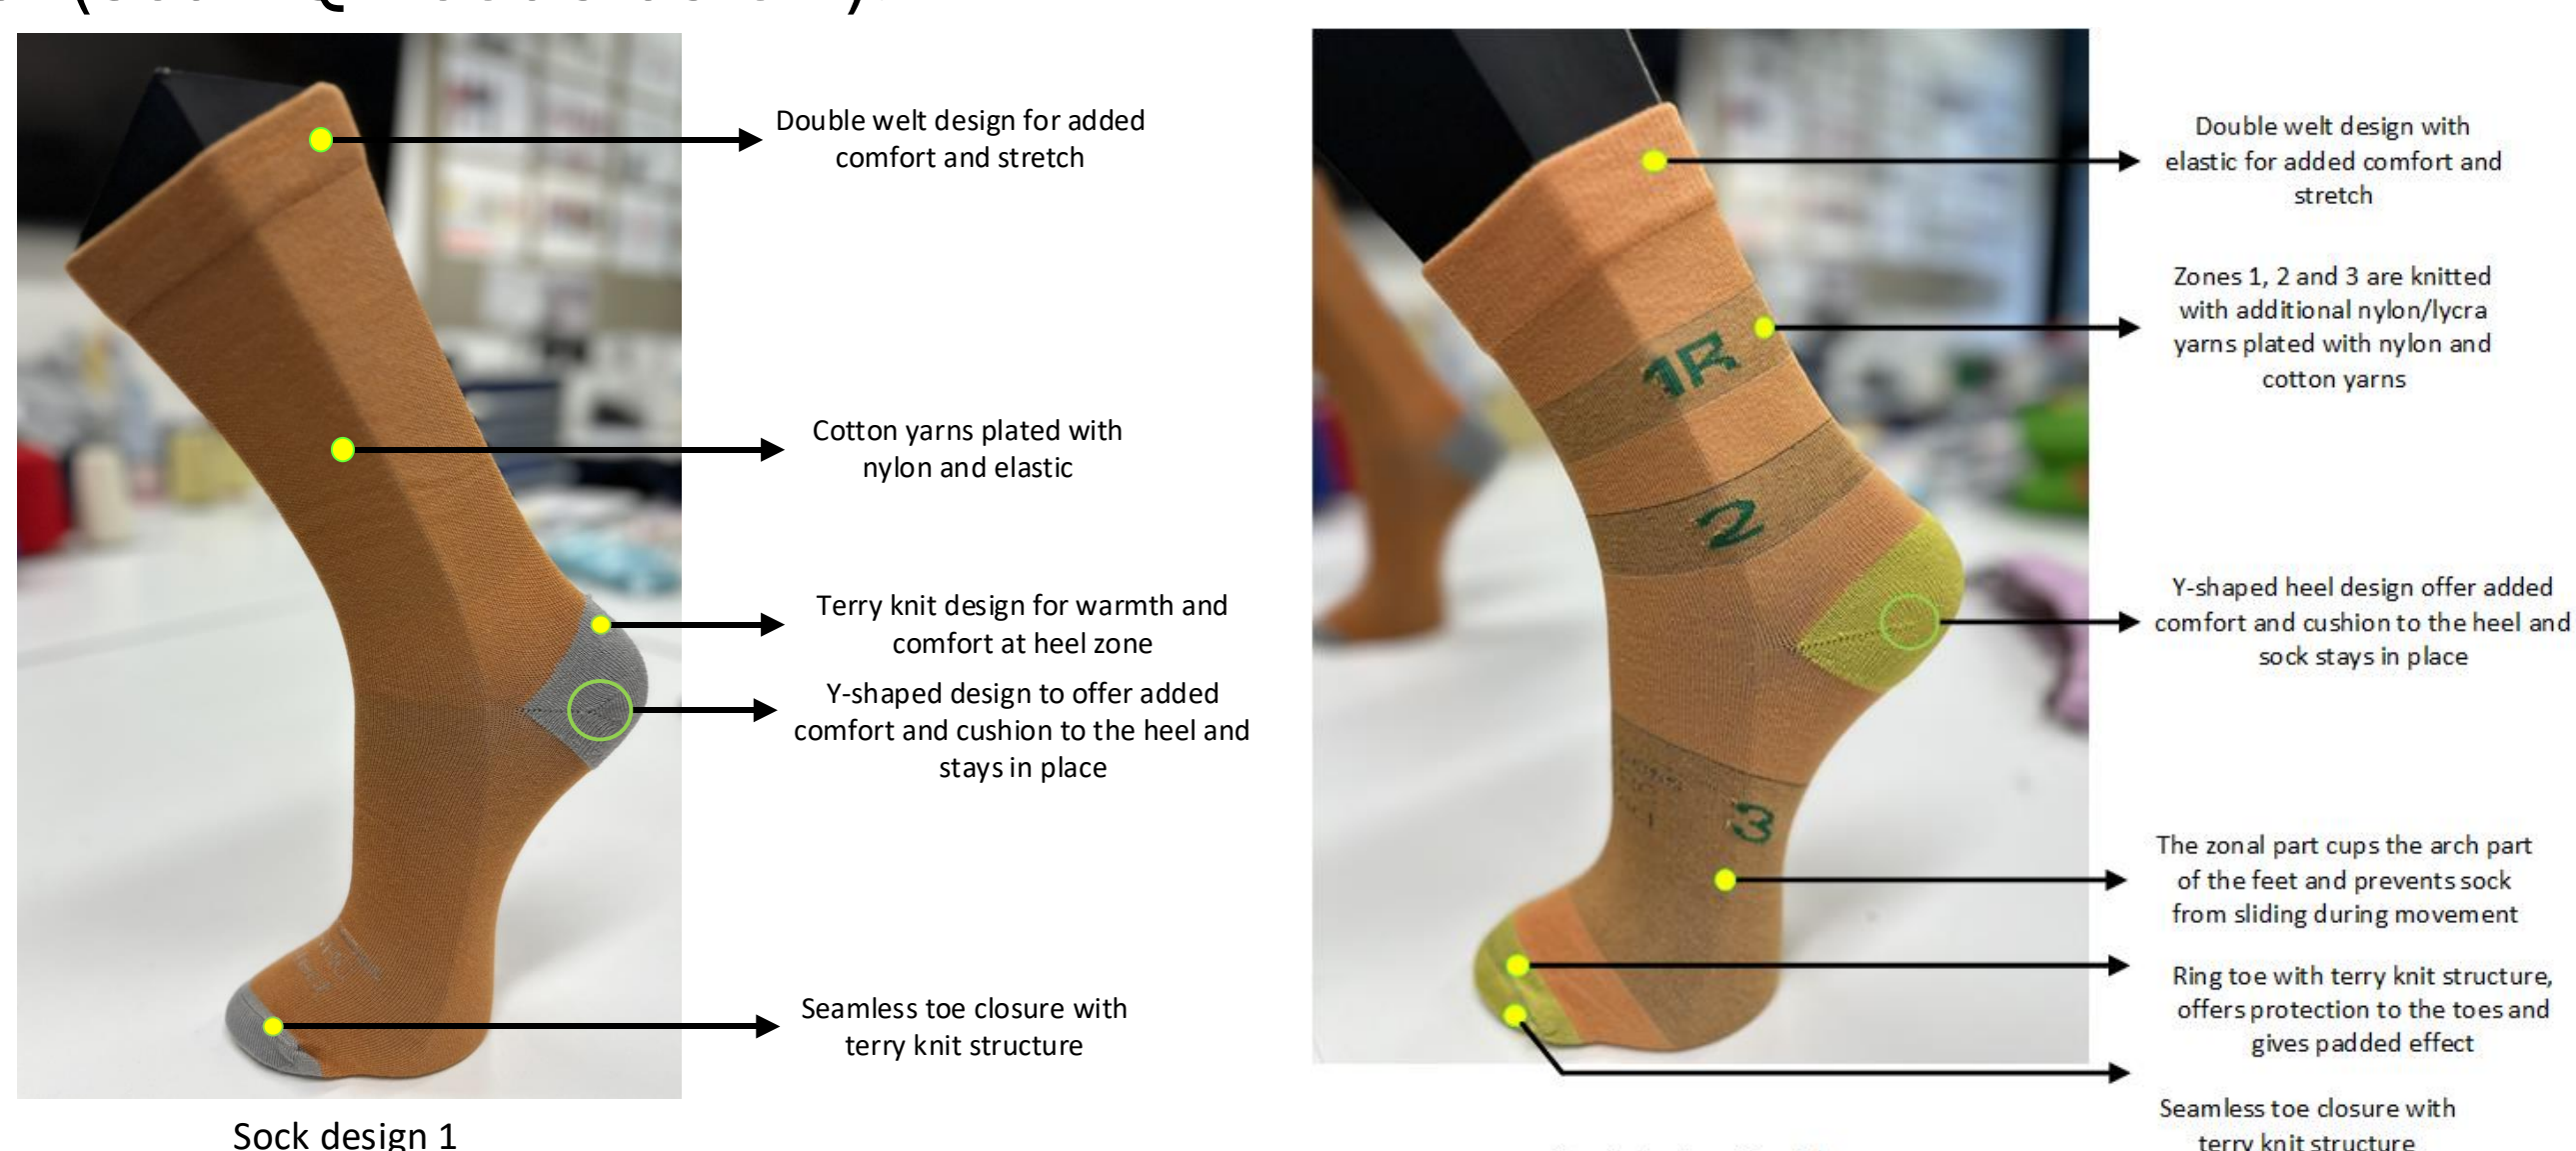 Double welt design for added
comfort and stretch
Cotton yarns plated with
nylon and elastic
Terry knit design for warmth and
comfort at heel zone
Y-shaped design to offer added
comfort and cushion to the heel and
stays in place
Seamless toe closure with
terry knit structure
Sock design 1
Double welt design with
elastic for added comfort and
stretch
Zones 1, 2 and 3 are knitted
with additional nylon/lycra
yarns plated with nylon and
cotton yarns
Y-shaped heel design offer added
comfort and cushion to the heel and
sock stays in place
The zonal part cups the arch part
of the feet and prevents sock
from sliding during movement
Ring toe with terry knit structure,
offers protection to the toes and
gives padded effect
Seamless toe closure with
terry knit structure
1R
2
3